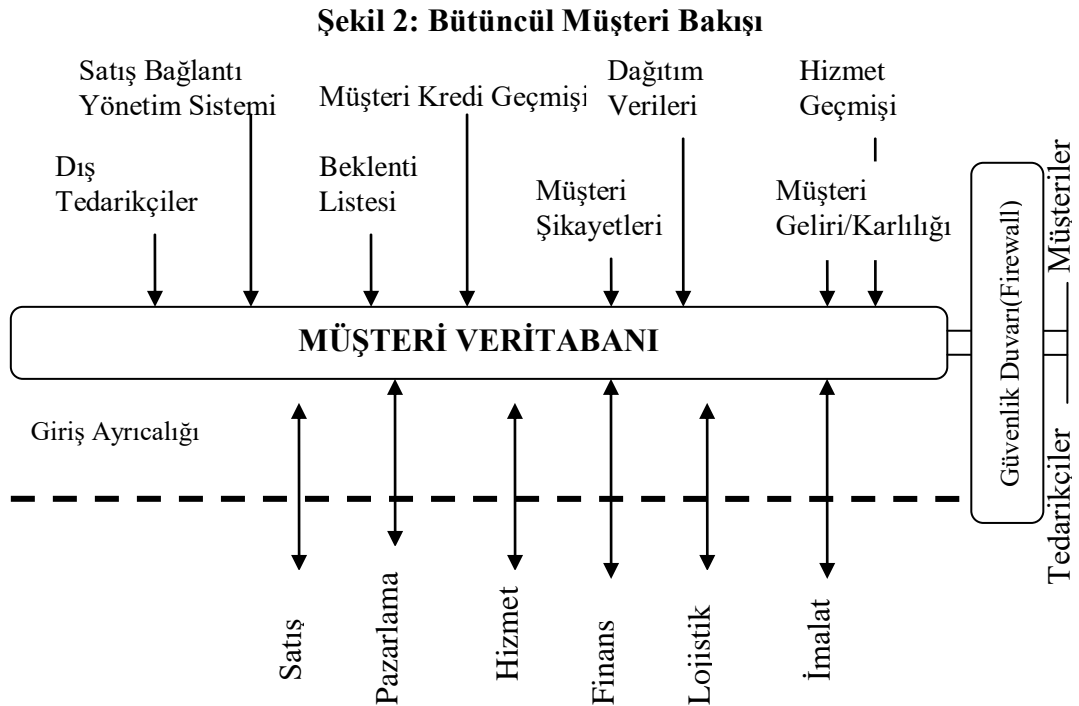 Şekil 2: Bütüncül Müşteri Bakışı
Satış Bağlantı
Yönetim Sistemi
Müşteri Kredi Geçmişi
Dağıtım
Verileri
Hizmet
Geçmişi
Dış
Tedarikçiler
Beklenti
Listesi
Müşteri
Şikayetleri
Müşteri
Geliri/Karlılığı
MÜŞTERİ VERİTABANI
Güvenlik Duvarı(Firewall)
Müşteriler
Tedarikçiler
Giriş Ayrıcalığı
Satış
Pazarlama
Hizmet
Finans
Lojistik
İmalat